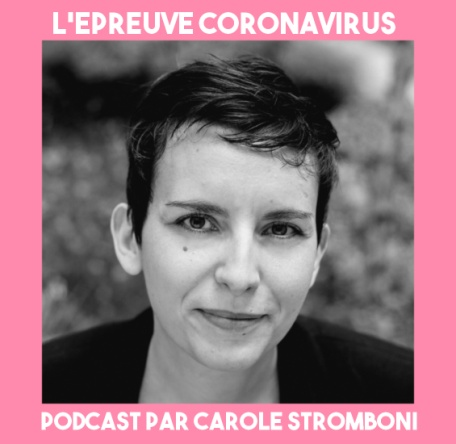 L'EPREUVE CORONAVIRUS
PODCAST PAR CAROLE STROMBONI